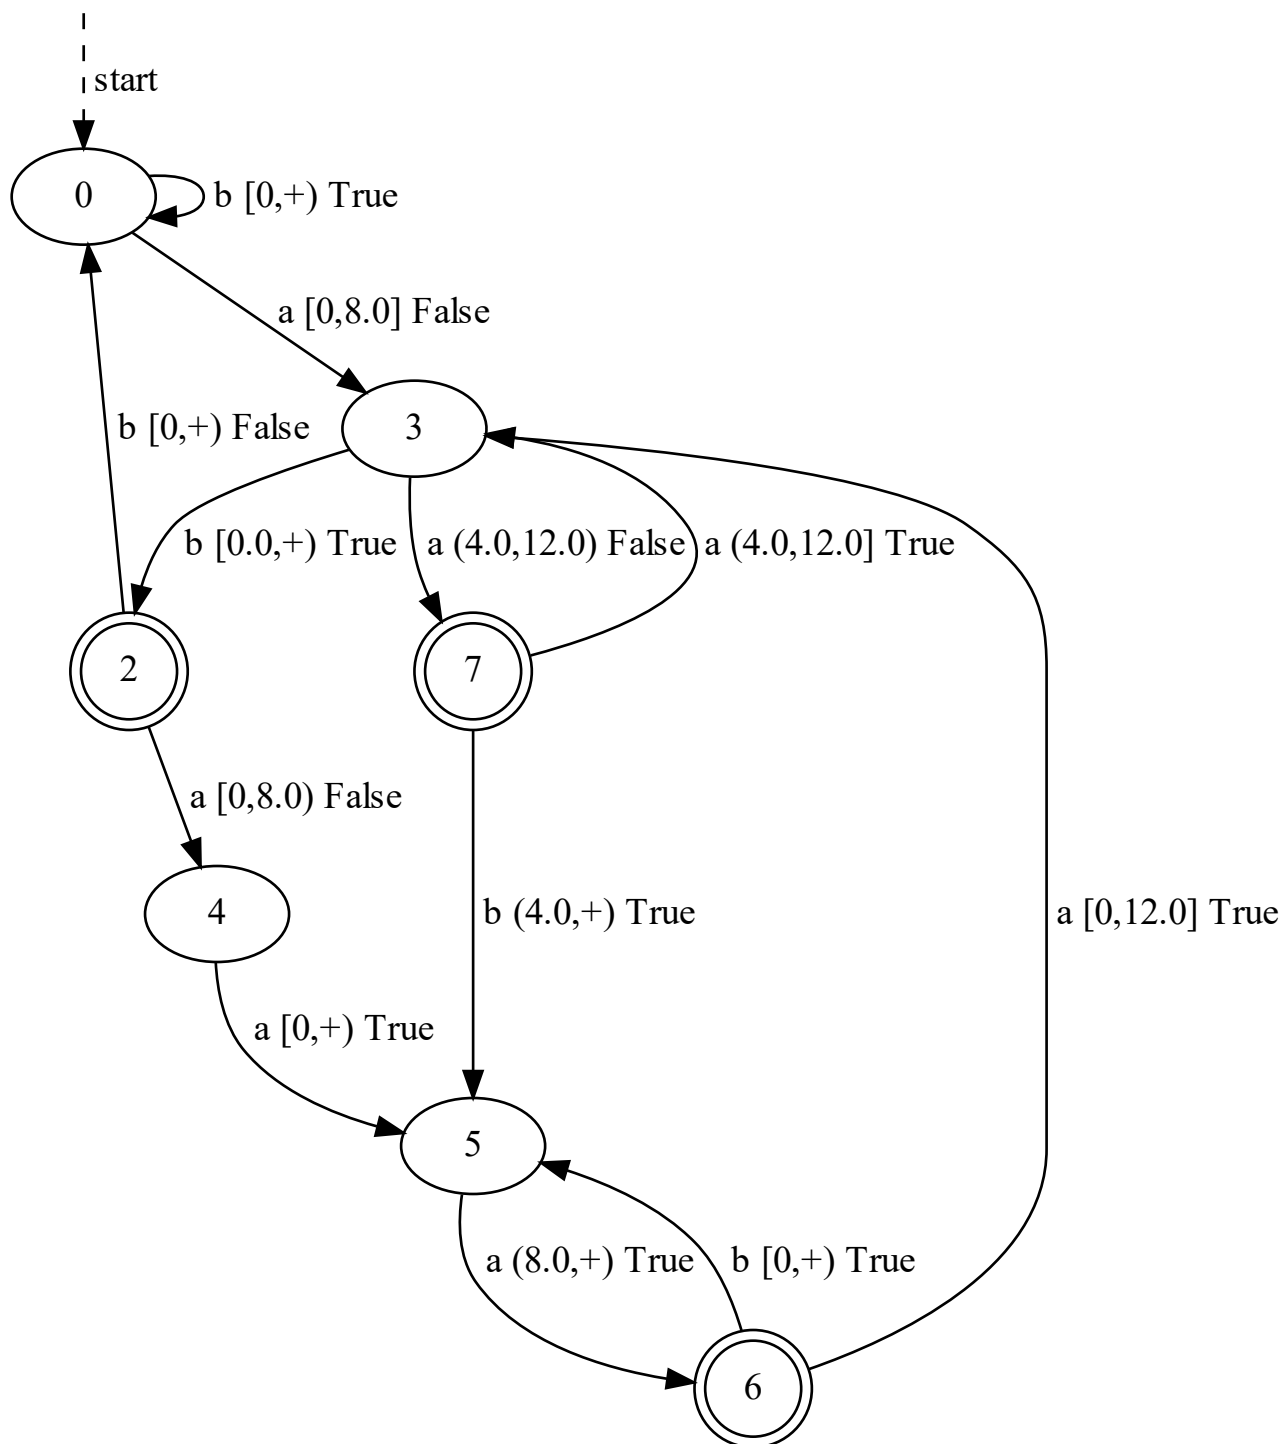 start
0
b [0,+) True
a [0,8.0] False
b [0,+) False
3
b [0.0,+) True
a (4.0,12.0) False
a (4.0,12.0] True
2
7
a [0,8.0) False
4
b (4.0,+) True
a [0,12.0] True
a [0,+) True
5
a (8.0,+) True
b [0,+) True
6